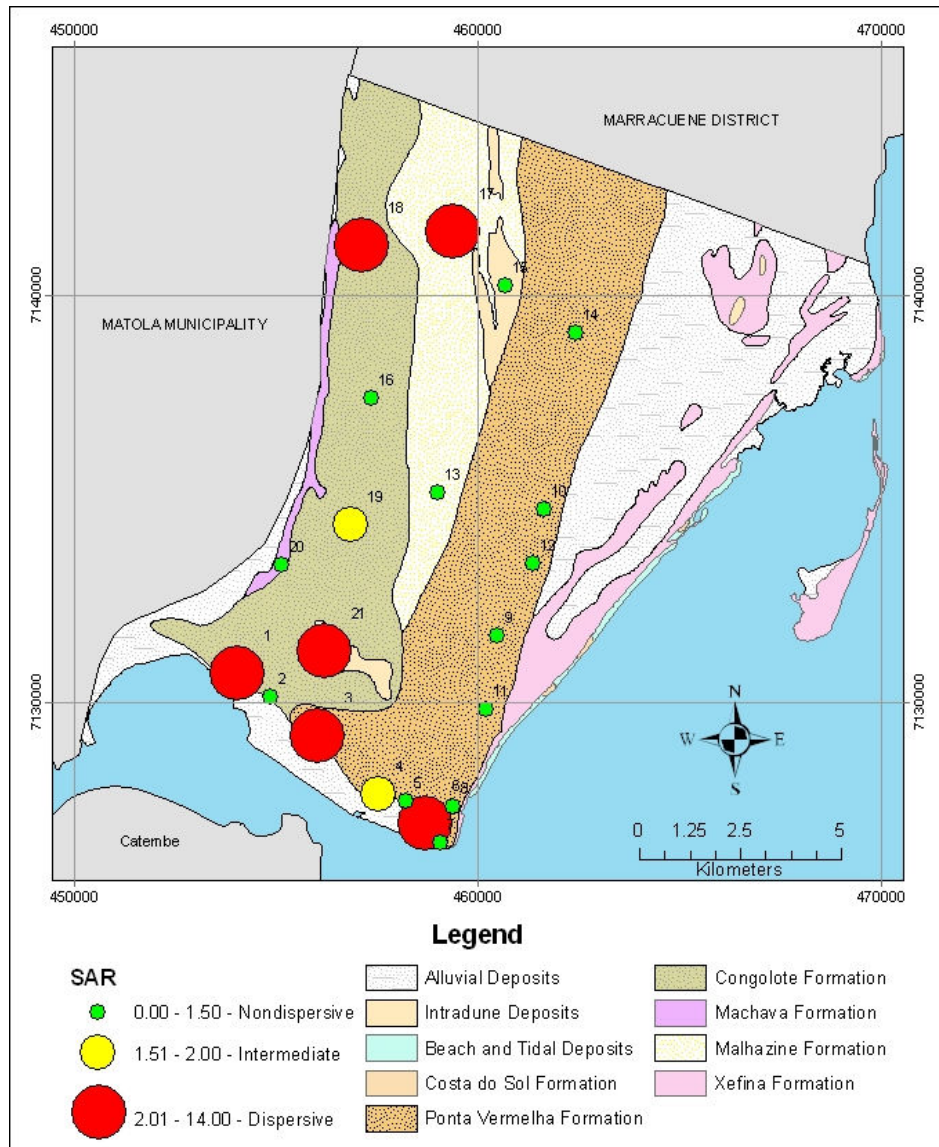 450000 460000 470000
MARRACUENE DISTRICT
17
18
15
7140000 7140000
MATOLA MUNICIPALITY
14
16
13
19
10
20
12
21
9
1
2
3
11
7130000 7130000
N
W E
S
4
5
6
8
0 1.25 2.5 5
Kilometers
Catembe
450000 460000 470000
Legend
SAR
0.00 - 1.50 - Nondispersive
1.51 - 2.00 - Intermediate
2.01 - 14.00 - Dispersive
Alluvial Deposits
Intradune Deposits
Beach and Tidal Deposits
Costa do Sol Formation
Ponta Vermelha Formation
Congolote Formation
Machava Formation
Malhazine Formation
Xefina Formation